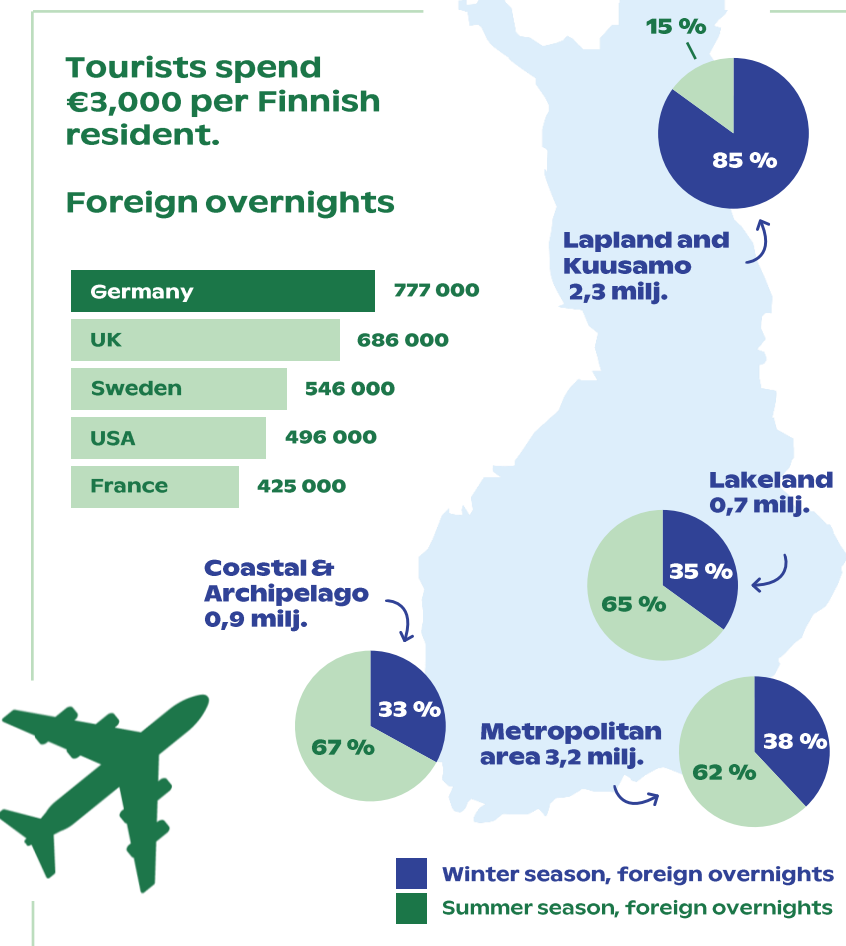 Tourists spend
€3,000 per Finnish
resident.
Foreign overnights
Germany 777 000
UK 686 000
Sweden 546 000
USA 496 000
France 425 000
15 %
85 %
Lapland and
Kuusamo
2,3 milj.
Lakeland
0,7 milj.
35 %
65 %
Coastal &
Archipelago
0,9 milj.
33 %
67 %
Metropolitan
area 3,2 milj.
38 %
62 %
Winter season, foreign overnights
Summer season, foreign overnights